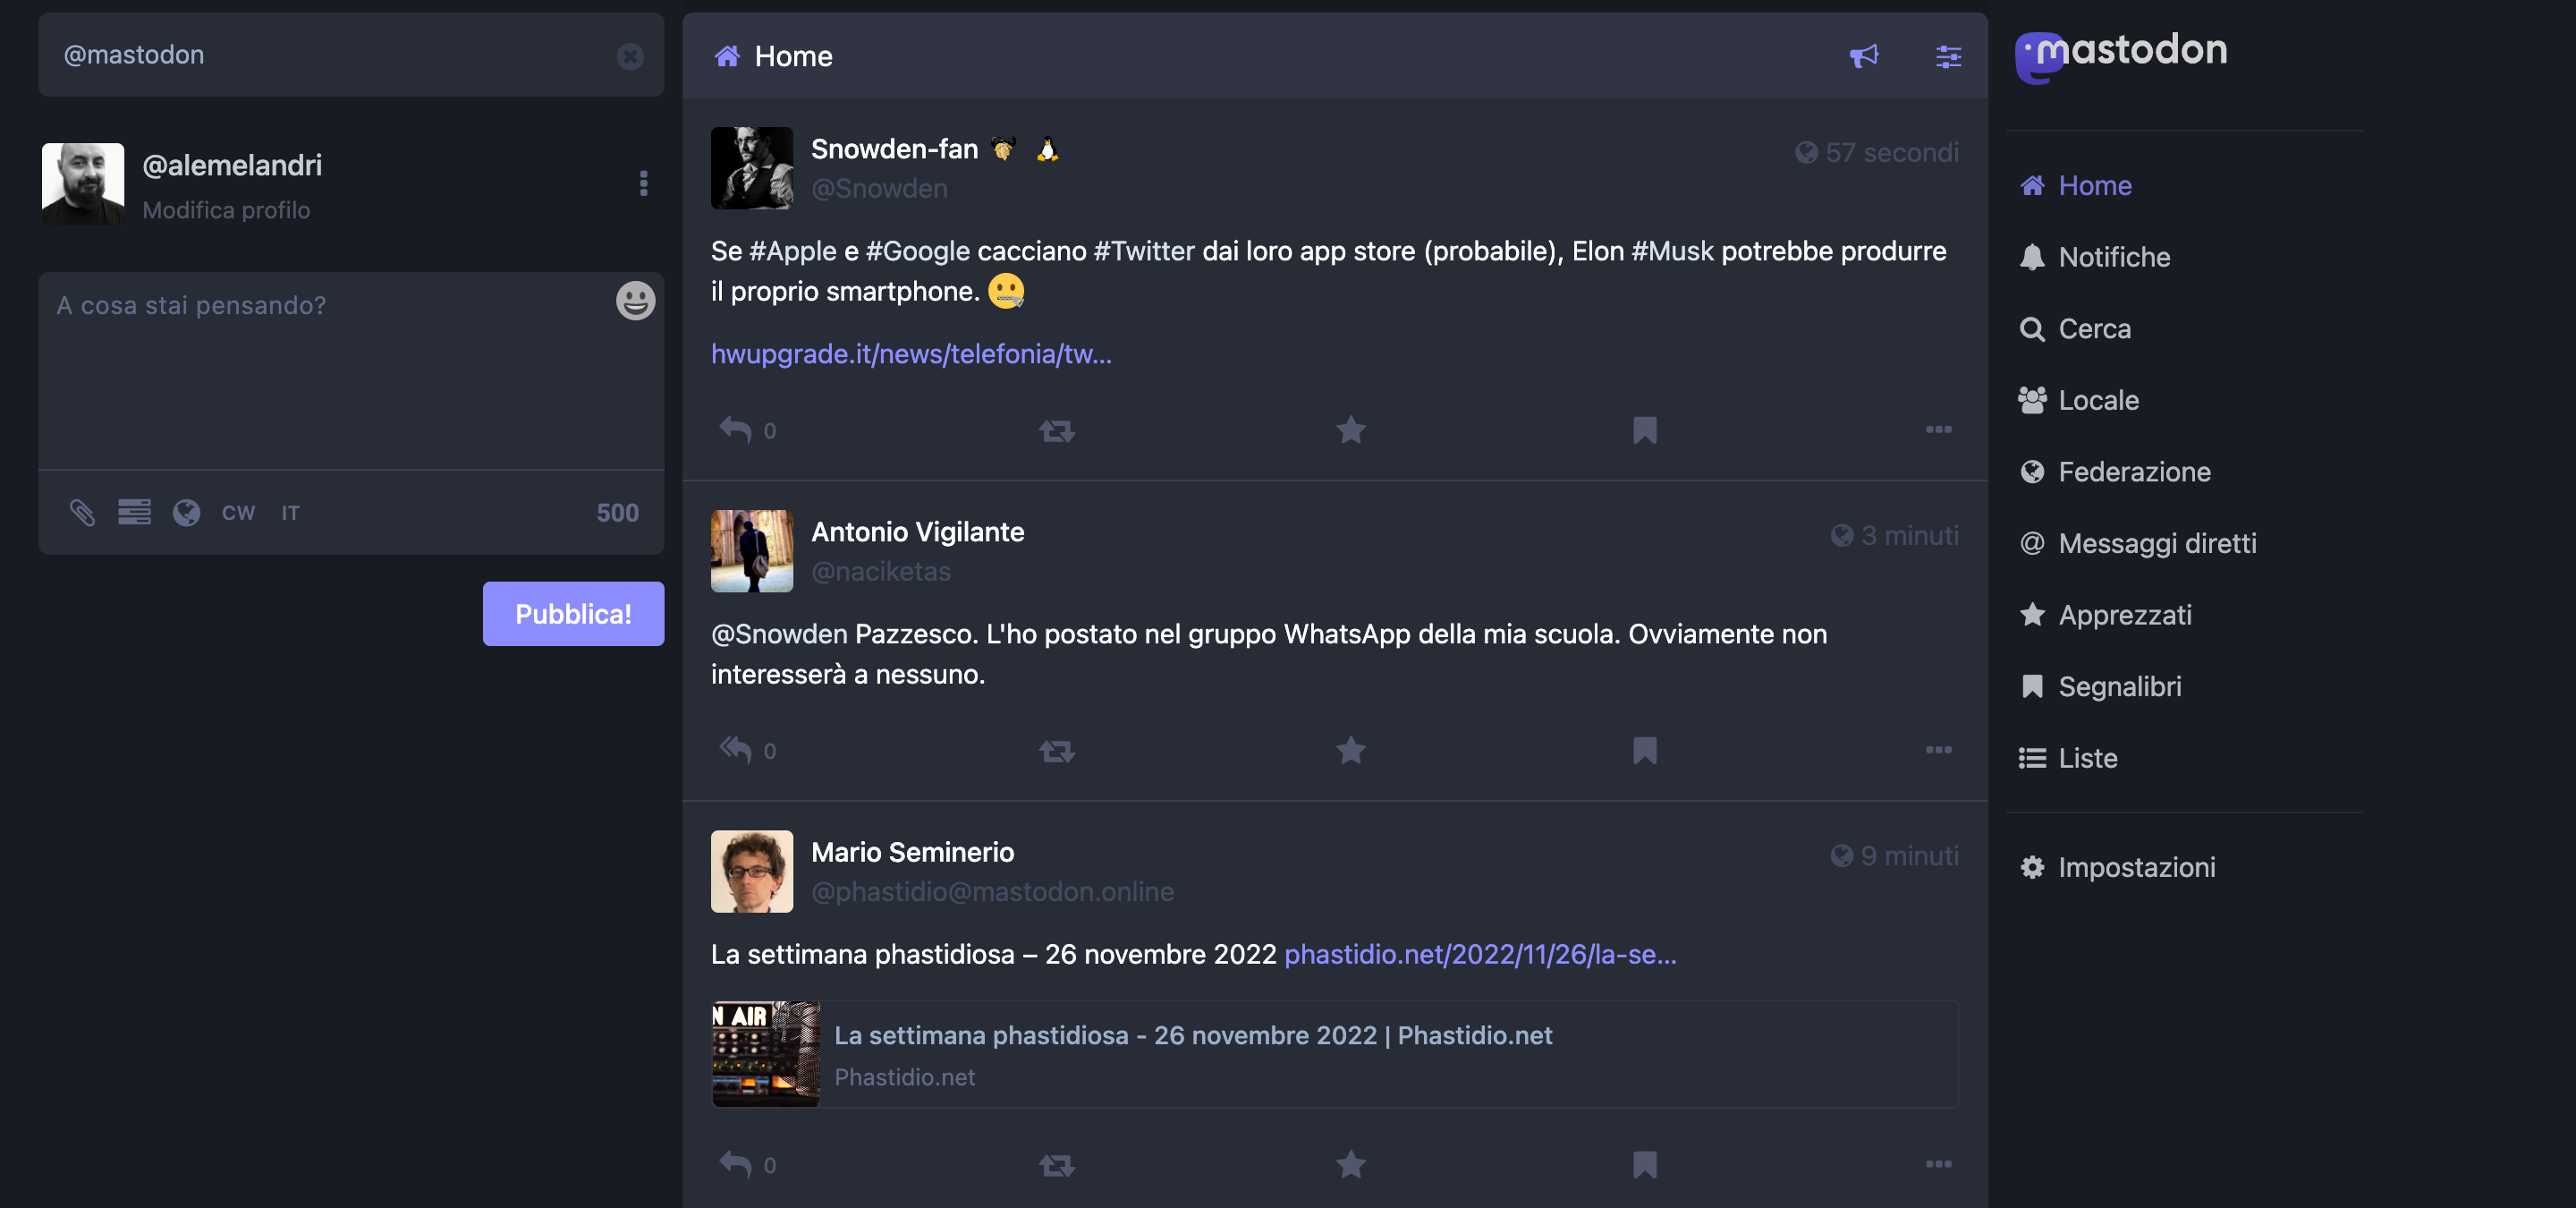 @mastodon
@alemelandri
Modifica profilo
A cosa stai pensando?
CW IT 500
Pubblica!
Home
Snowden-fan
57 secondi
@Snowden
Se #Apple e #Google cacciano #Twitter dai loro app store (probabile), Elon #Musk potrebbe produrre
il proprio smartphone.
hwupgrade.it/news/telefonia/tw...
0
Antonio Vigilante
3 minuti
@naciketas
@Snowden Pazzesco. L'ho postato nel gruppo WhatsApp della mia scuola. Ovviamente non
interesserà a nessuno.
0
Mario Seminerio
9 minuti
@phastidio@mastodon.online
La settimana phastidiosa – 26 novembre 2022 phastidio.net/2022/11/26/la-se...
N AIR
La settimana phastidiosa - 26 novembre 2022 | Phastidio.net
Phastidio.net
0
mastodon
Home
Notifiche
Cerca
Locale
Federazione
Messaggi diretti
Apprezzati
Segnalibri
Liste
Impostazioni